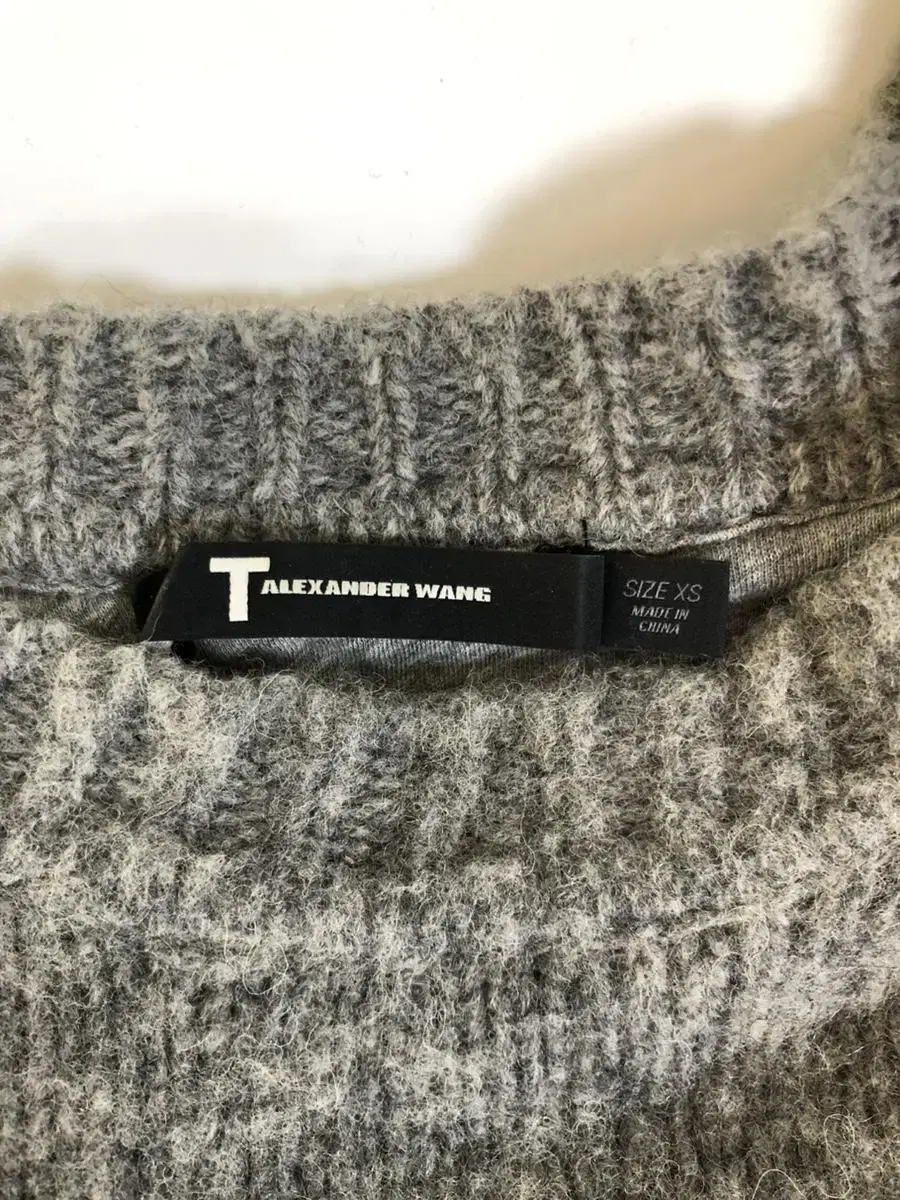 T ALEXANDER WANG
SIZE XS
MADE IN
CHINA